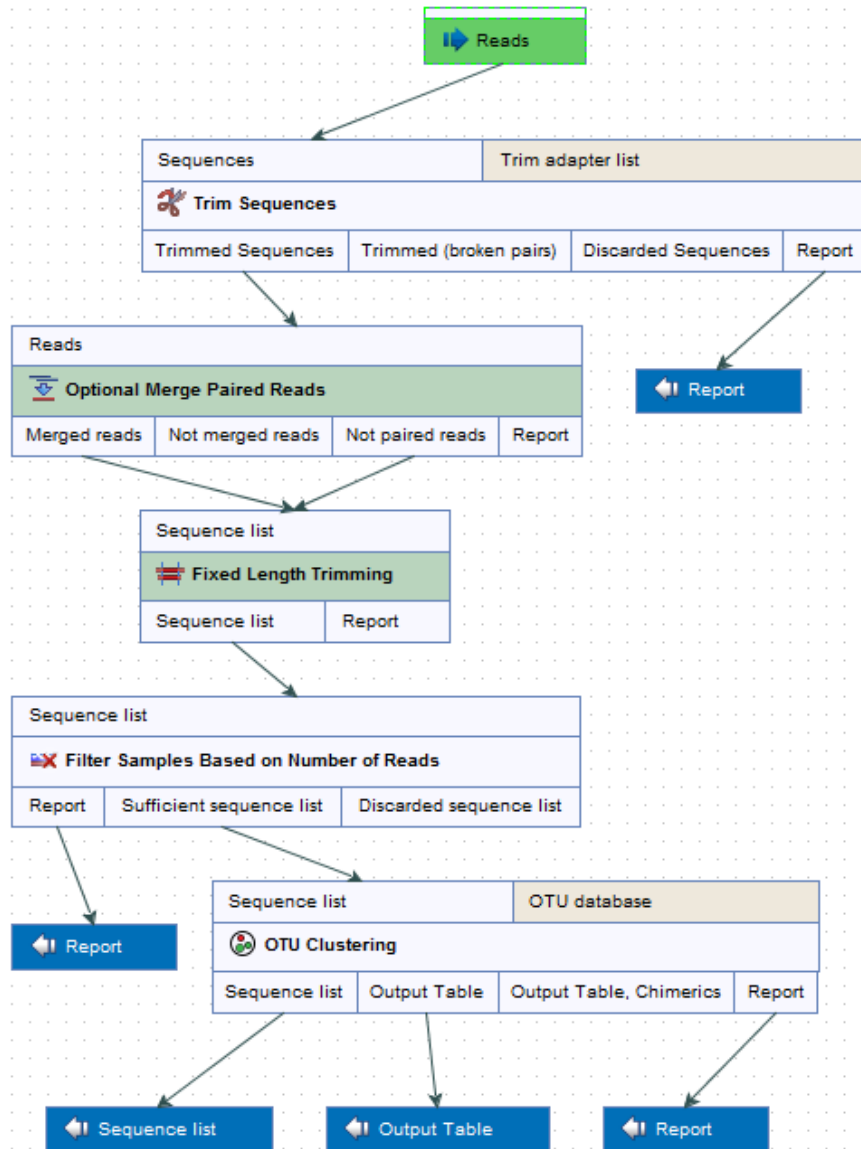 Reads
Sequences Trim adapter list
Trim Sequences
Trimmed Sequences Trimmed (broken pairs) Discarded Sequences Report
Reads
Optional Merge Paired Reads
Report
Merged reads Not merged reads Not paired reads Report
Sequence list
Fixed Length Trimming
Sequence list Report
Sequence list
Filter Samples Based on Number of Reads
Report Sufficient sequence list Discarded sequence list
Sequence list OTU database
Report
OTU Clustering
Sequence list Output Table Output Table, Chimerics Report
Sequence list Output Table Report